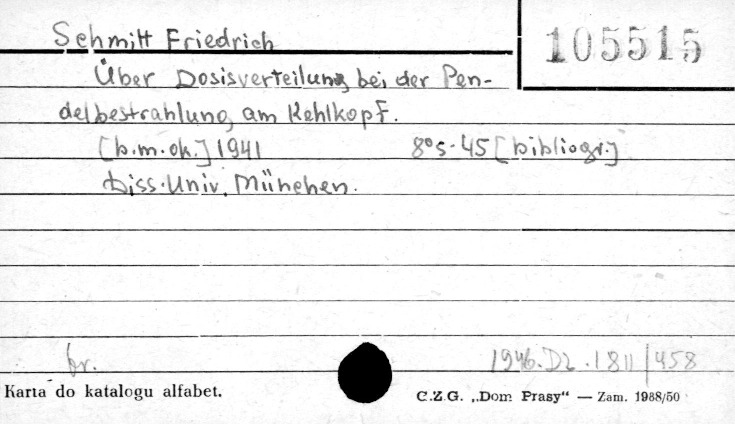 Schmitt Friedrich
105515
Über Dosisverteilung bei der Pen-
delbestrahlung am Kehlkopf.
[b.m.ok.] 1941 8° s. 45 [bibliogr.]
Diss. Univ. München.
br.
1946.Dz.1811/458
Karta do katalogu alfabet.
C.Z.G. „Dom Prasy“ — Zam. 1988/50